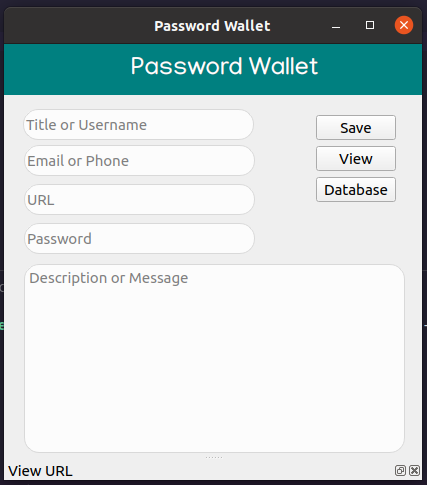 Password Wallet
Password Wallet
Title or Username
Save
Email or Phone
View
URL
Database
Password
Description or Message
View URL